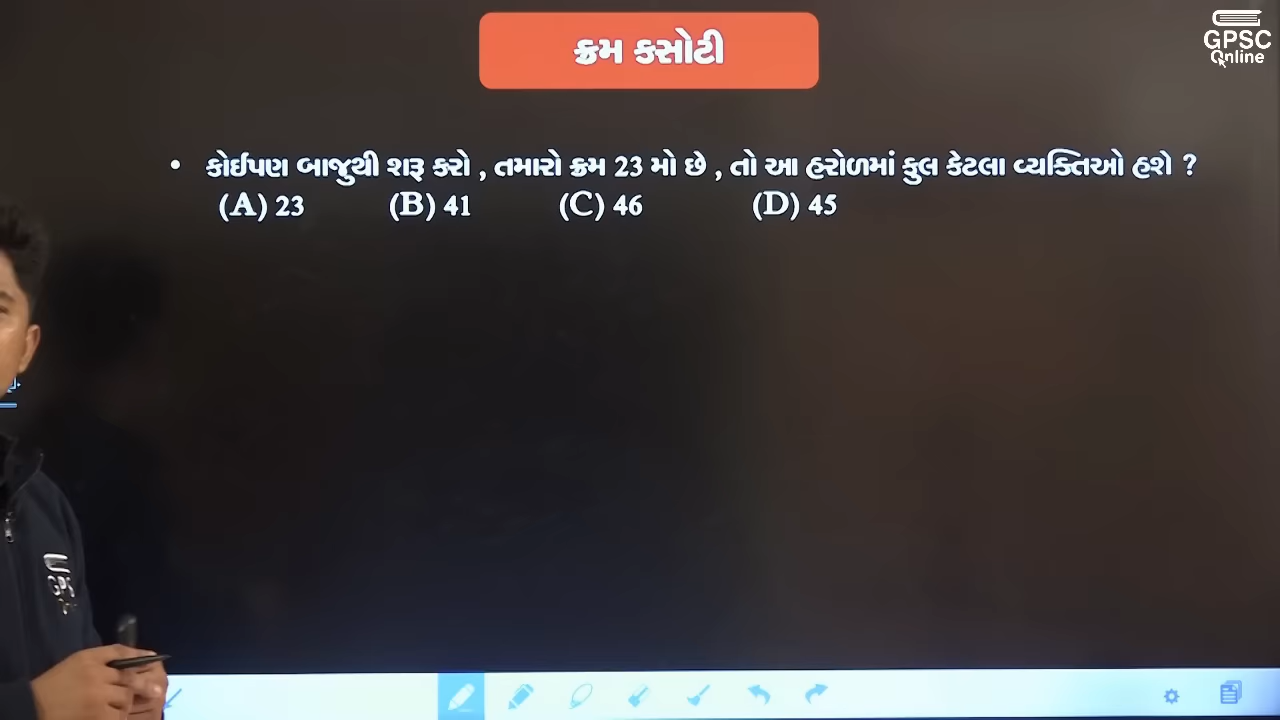 ક્રમ કસોટી
GPSC
Online
• કોઈપણ બાજુથી શરૂ કરો , તમારો ક્રમ 23 મો છે , તો આ હરોળમાં કુલ કેટલા વ્યક્તિઓ હશે ?
(A) 23 (B) 41 (C) 46 (D) 45